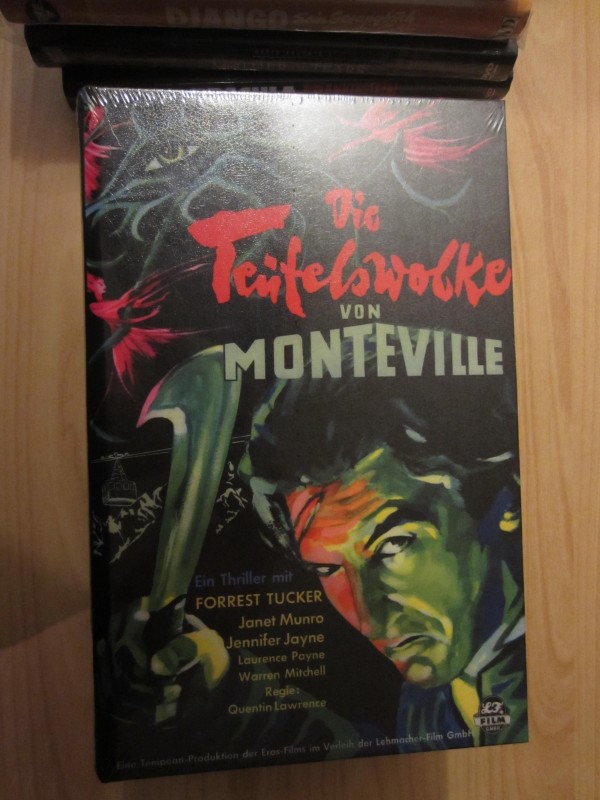 DJANGO
Die
Teufelswolke
VON
MONTEVILLE
Ein Thriller mit
FORREST TUCKER
Janet Munro
Jennifer Jayne
Laurence Payne
Warren Mitchell
Regie:
Quentin Lawrence
FILM
Eine Tempean-Produktion der Eros-Films im Verleih der Lehmacher-Film GmbH